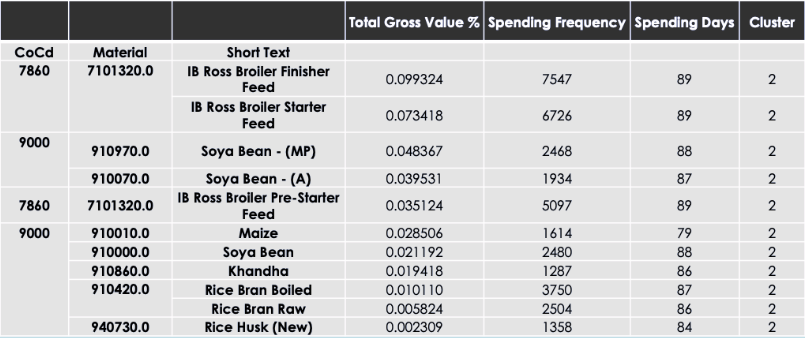 Total Gross Value % Spending Frequency Spending Days Cluster
CoCd Material Short Text
7860 7101320.0 IB Ross Broiler Finisher Feed 0.099324 7547 89 2
IB Ross Broiler Starter Feed 0.073418 6726 89 2
9000 910970.0 Soya Bean - (MP) 0.048367 2468 88 2
910070.0 Soya Bean - (A) 0.039531 1934 87 2
7860 7101320.0 IB Ross Broiler Pre-Starter Feed 0.035124 5097 89 2
9000 910010.0 Maize 0.028506 1614 79 2
910000.0 Soya Bean 0.021192 2480 88 2
910860.0 Khandha 0.019418 1287 86 2
910420.0 Rice Bran Boiled 0.010110 3750 87 2
Rice Bran Raw 0.005824 2504 86 2
940730.0 Rice Husk (New) 0.002309 1358 84 2